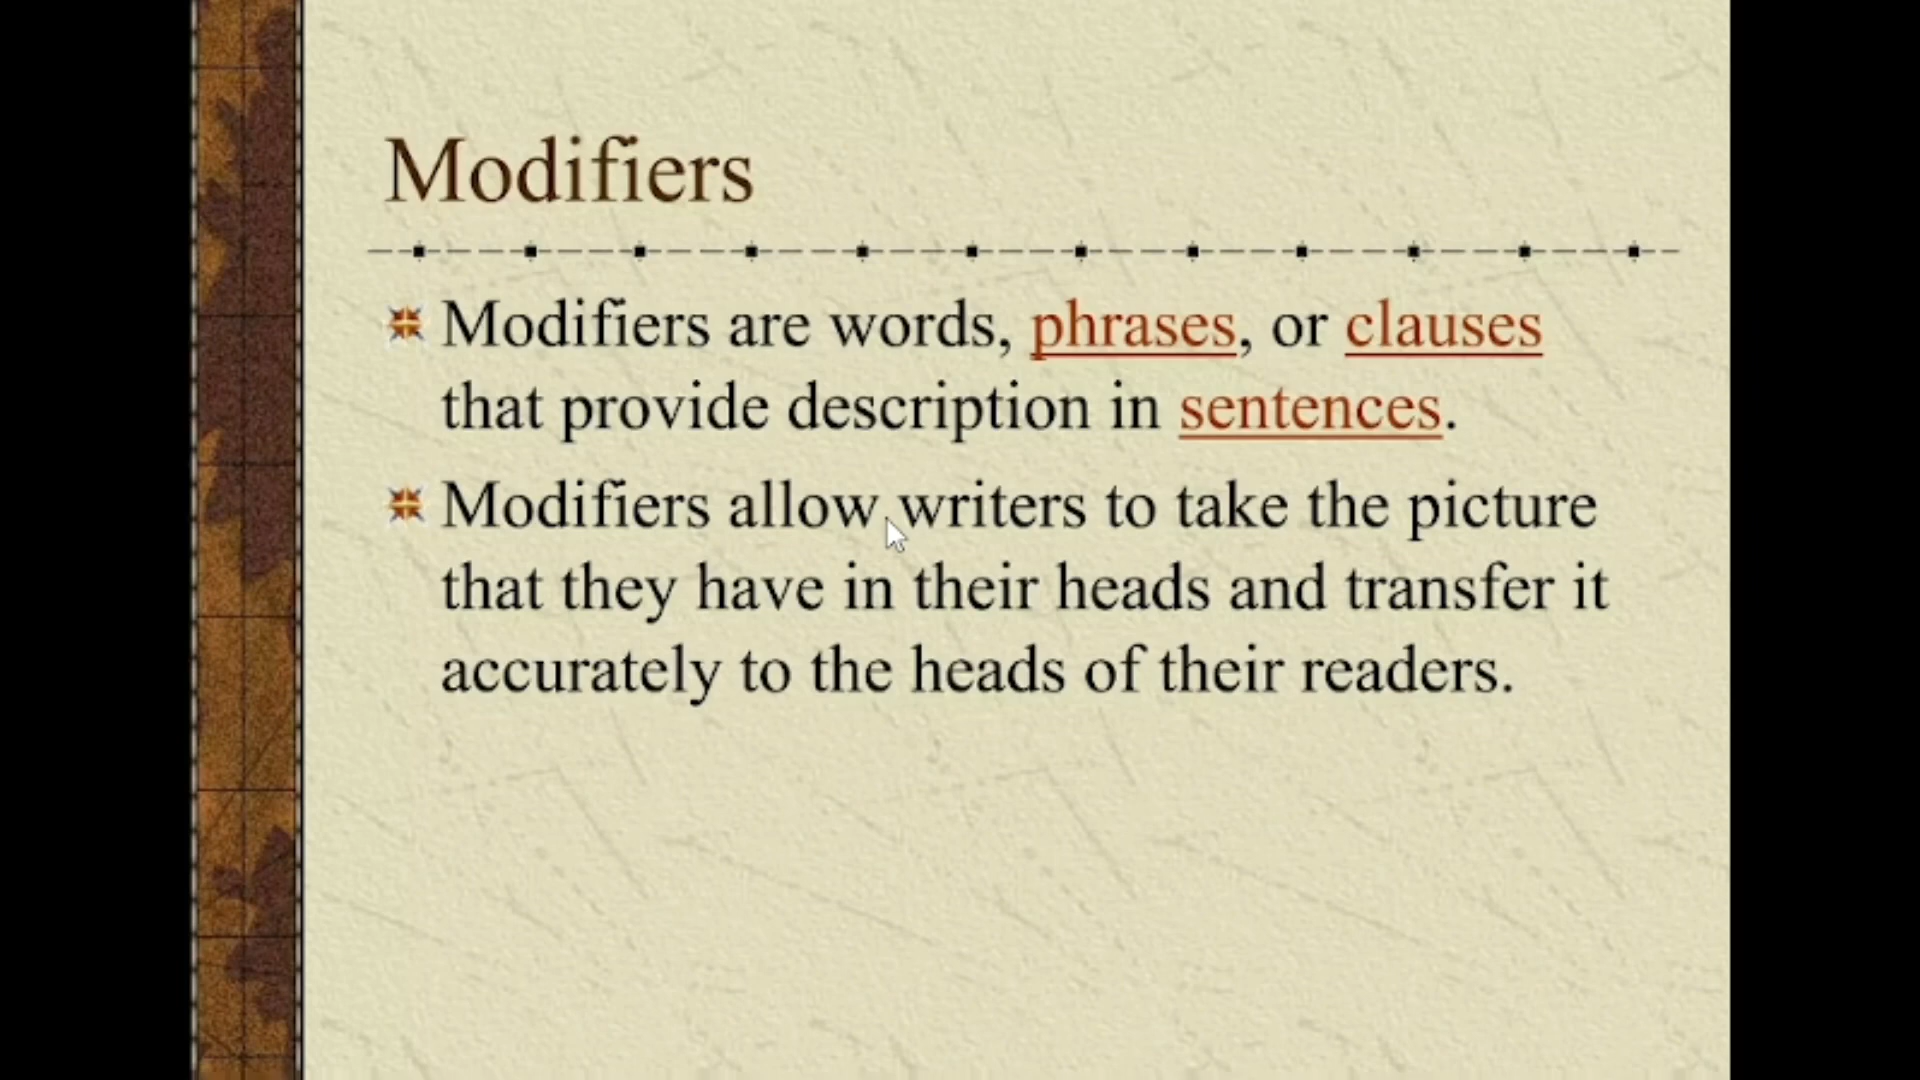 Modifiers
Modifiers are words, phrases, or clauses
that provide description in sentences.
Modifiers allow writers to take the picture
that they have in their heads and transfer it
accurately to the heads of their readers.